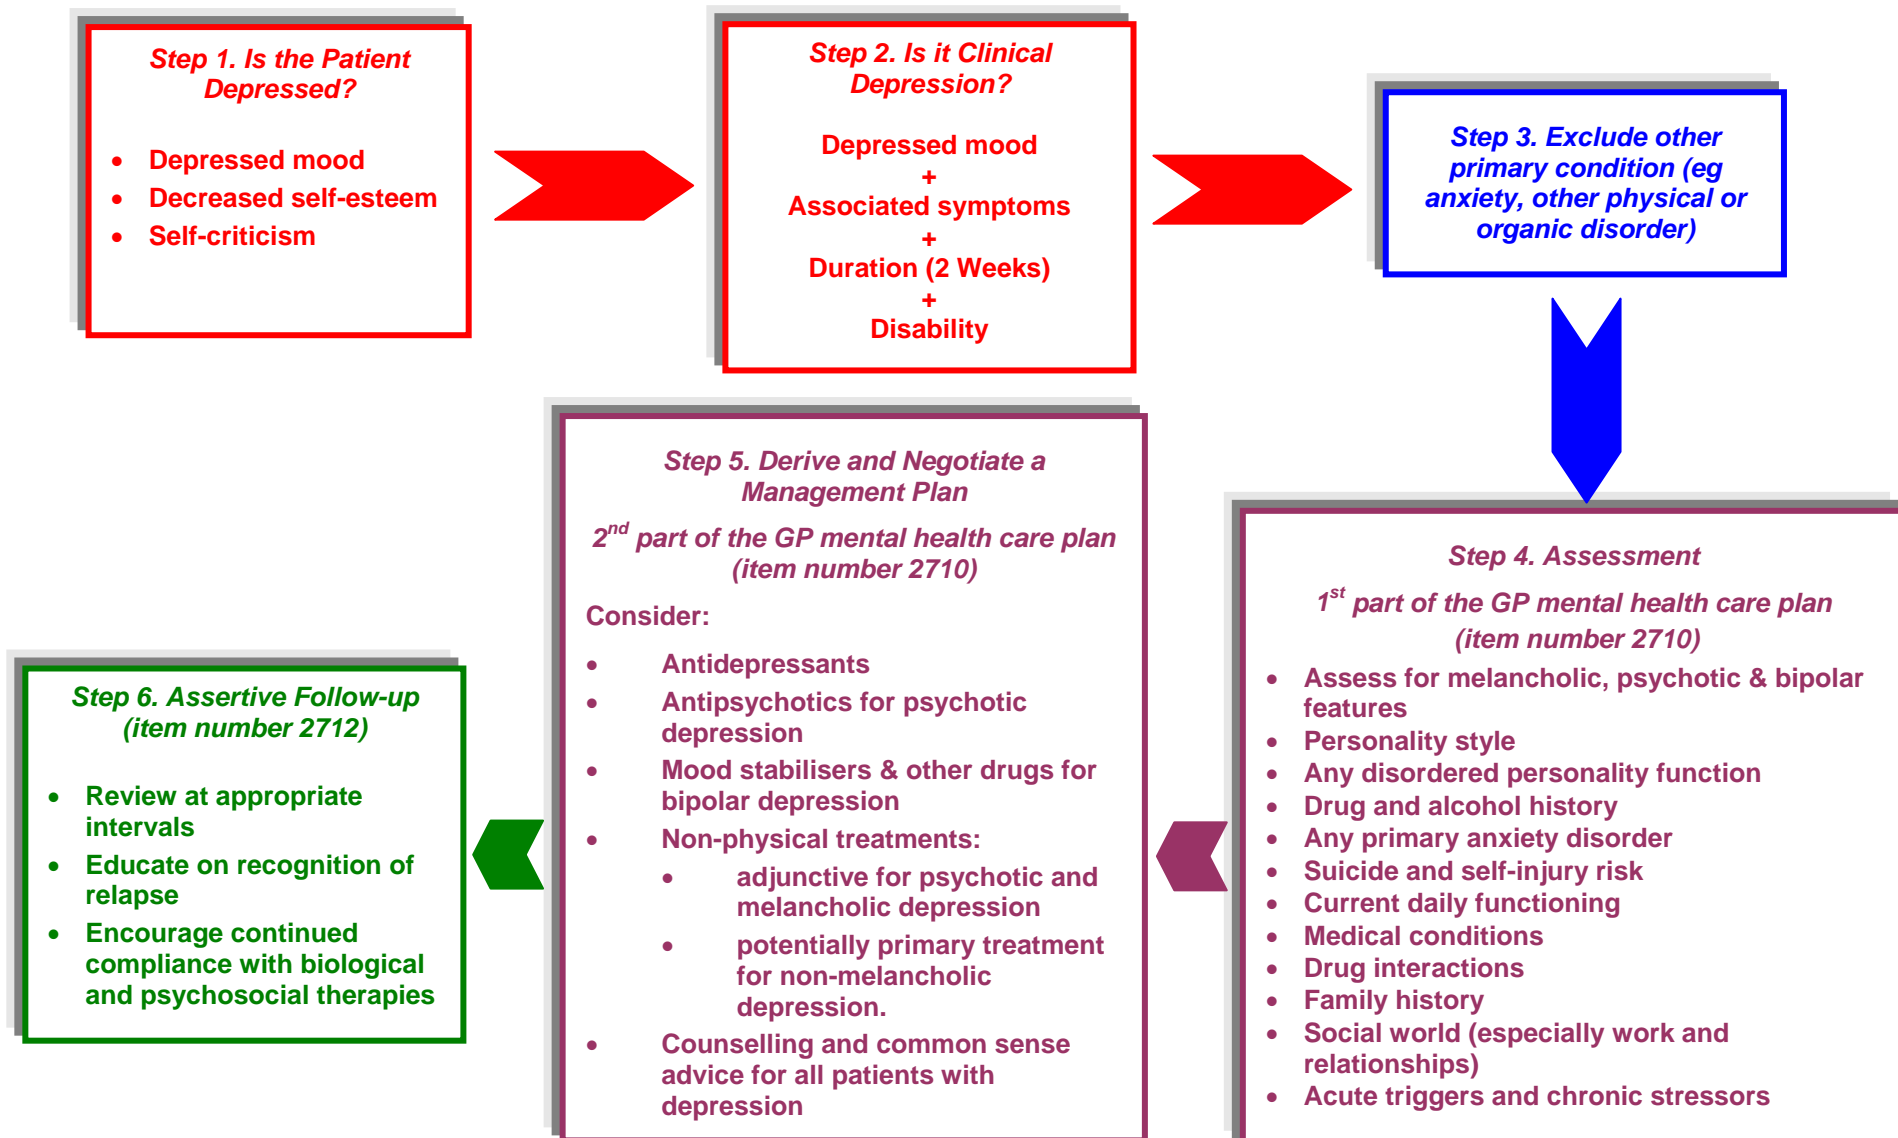 Step 1. Is the Patient
Depressed?
• Depressed mood
• Decreased self-esteem
• Self-criticism
Step 2. Is it Clinical
Depression?
Depressed mood
+
Associated symptoms
+
Duration (2 Weeks)
+
Disability
Step 3. Exclude other
primary condition (eg
anxiety, other physical or
organic disorder)
Step 4. Assessment
1st part of the GP mental health care plan
(item number 2710)
• Assess for melancholic, psychotic & bipolar
features
• Personality style
• Any disordered personality function
• Drug and alcohol history
• Any primary anxiety disorder
• Suicide and self-injury risk
• Current daily functioning
• Medical conditions
• Drug interactions
• Family history
• Social world (especially work and
relationships)
• Acute triggers and chronic stressors
Step 5. Derive and Negotiate a
Management Plan
2nd part of the GP mental health care plan
(item number 2710)
Consider:
• Antidepressants
• Antipsychotics for psychotic
depression
• Mood stabilisers & other drugs for
bipolar depression
• Non-physical treatments:
• adjunctive for psychotic and
melancholic depression
• potentially primary treatment
for non-melancholic
depression.
• Counselling and common sense
advice for all patients with
depression
Step 6. Assertive Follow-up
(item number 2712)
• Review at appropriate
intervals
• Educate on recognition of
relapse
• Encourage continued
compliance with biological
and psychosocial therapies